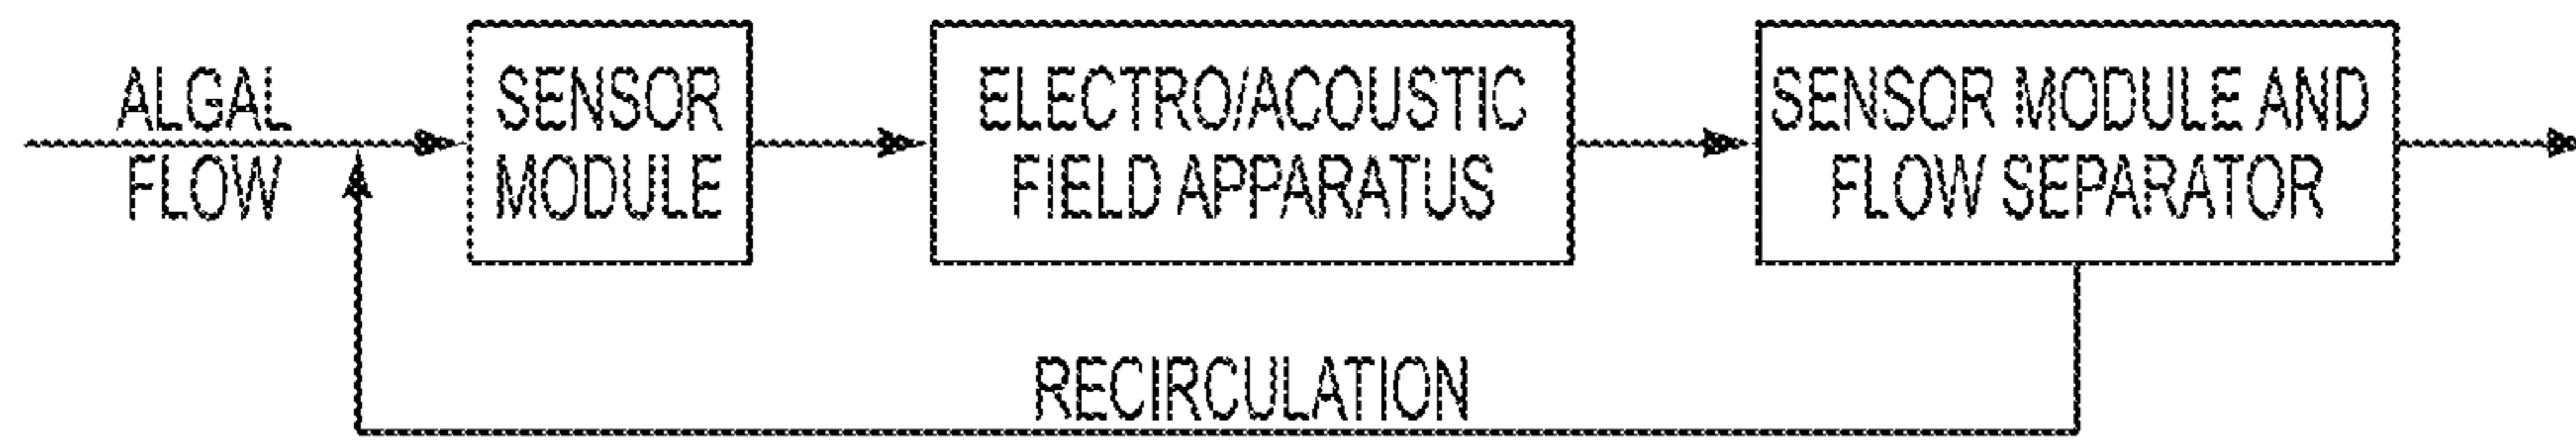 ALGAL
FLOW
SENSOR
MODULE
ELECTRO/ACOUSTIC
FIELD APPARATUS
SENSOR MODULE AND
FLOW SEPARATOR
RECIRCULATION